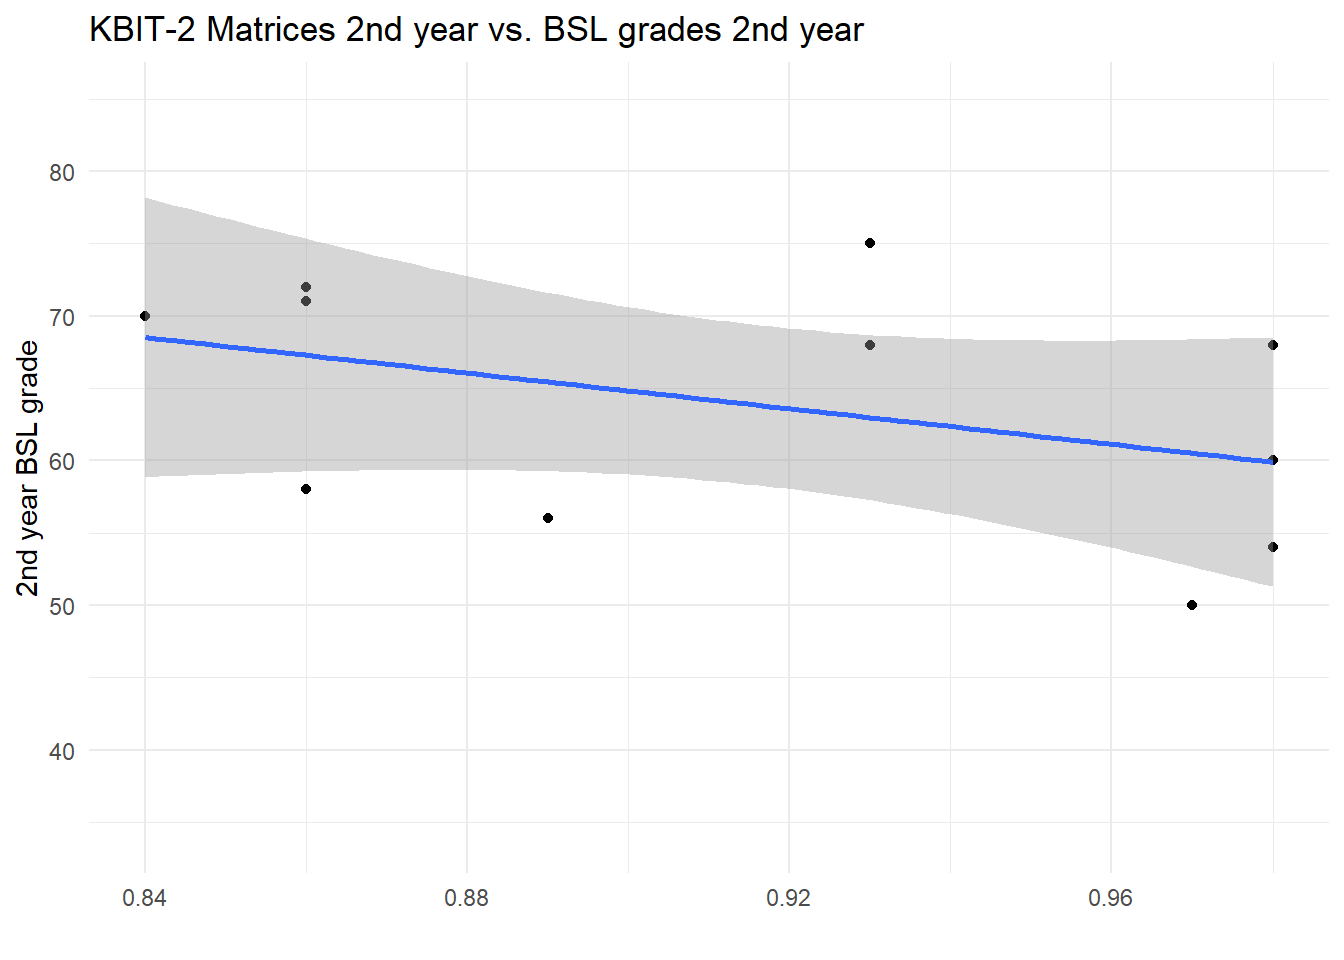 KBIT-2 Matrices 2nd year vs. BSL grades 2nd year
2nd year BSL grade
80
70
60
50
40
0.84 0.88 0.92 0.96